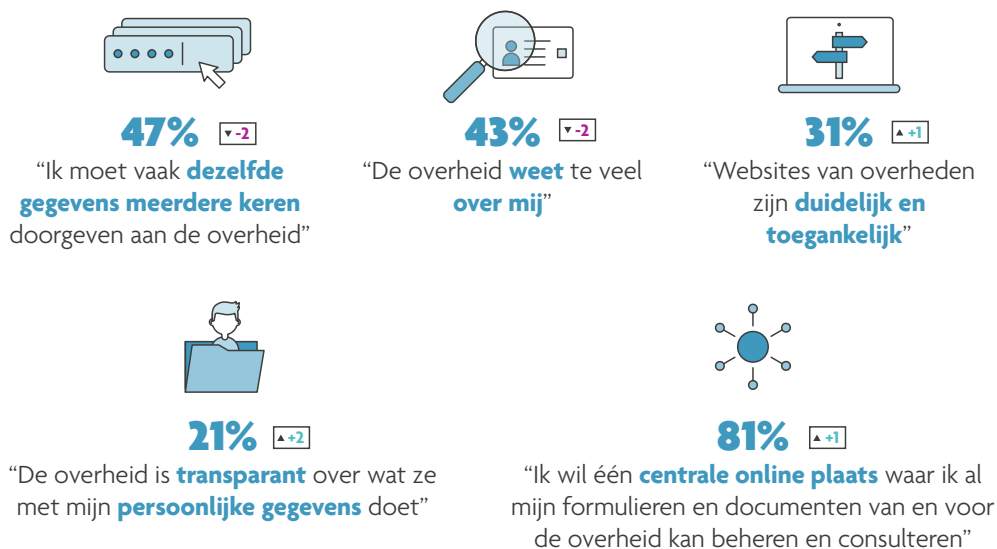 47% ▼ -2
“Ik moet vaak dezelfde
gegevens meerdere keren
doorgeven aan de overheid”
43% ▼ -2
“De overheid weet te veel
over mij”
31% ▲ +1
“Websites van overheden
zijn duidelijk en
toegankelijk”
21% ▲ +2
“De overheid is transparant over wat ze
met mijn persoonlijke gegevens doet”
81% ▲ +1
“Ik wil één centrale online plaats waar ik al
mijn formulieren en documenten van en voor
de overheid kan beheren en consulteren”